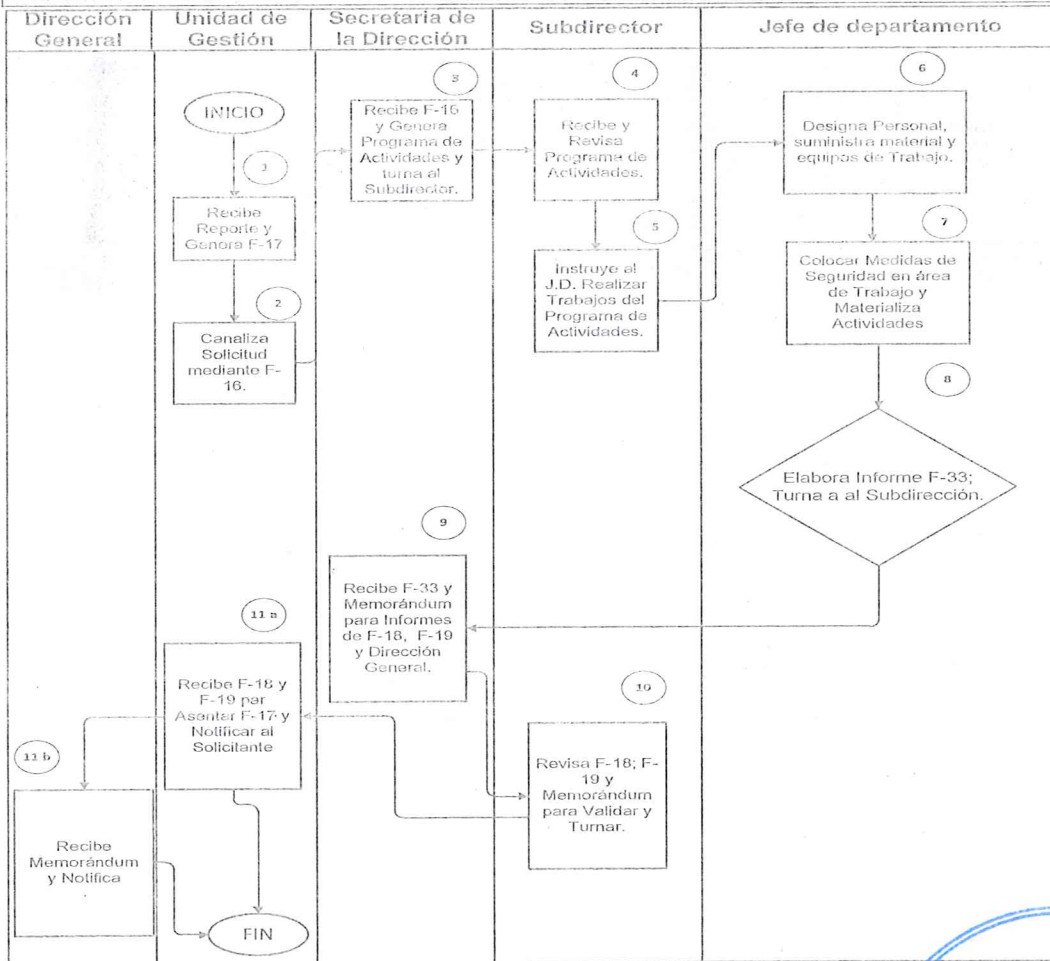 Dirección
General
Unidad de
Gestión
Secretaria de
la Dirección
Subdirector
Jefe de departamento
INICIO
1
Recibe
Reporte y
Genera F-17
2
Canaliza
Solicitud
mediante F-
16.
3
Recibe F-16
y Genera
Programa de
Actividades y
turna al
Subdirector.
4
Recibe y
Revisa
Programa de
Actividades.
5
Instruye al
J.D. Realizar
Trabajos del
Programa de
Actividades.
6
Designa Personal,
suministra material y
equipos de Trabajo.
7
Colocar Medidas de
Seguridad en área
de Trabajo y
Materializa
Actividades
8
Elabora Informe F-33;
Turna a al Subdirección.
9
Recibe F-33 y
Memorándum
para Informes
de F-18, F-19
y Dirección
General.
10
Revisa F-18; F-
19 y
Memorándum
para Validar y
Turnar.
11 a
Recibe F-18 y
F-19 par
Asentar F-17 y
Notificar al
Solicitante
11 b
Recibe
Memorándum
y Notifica
.
FIN